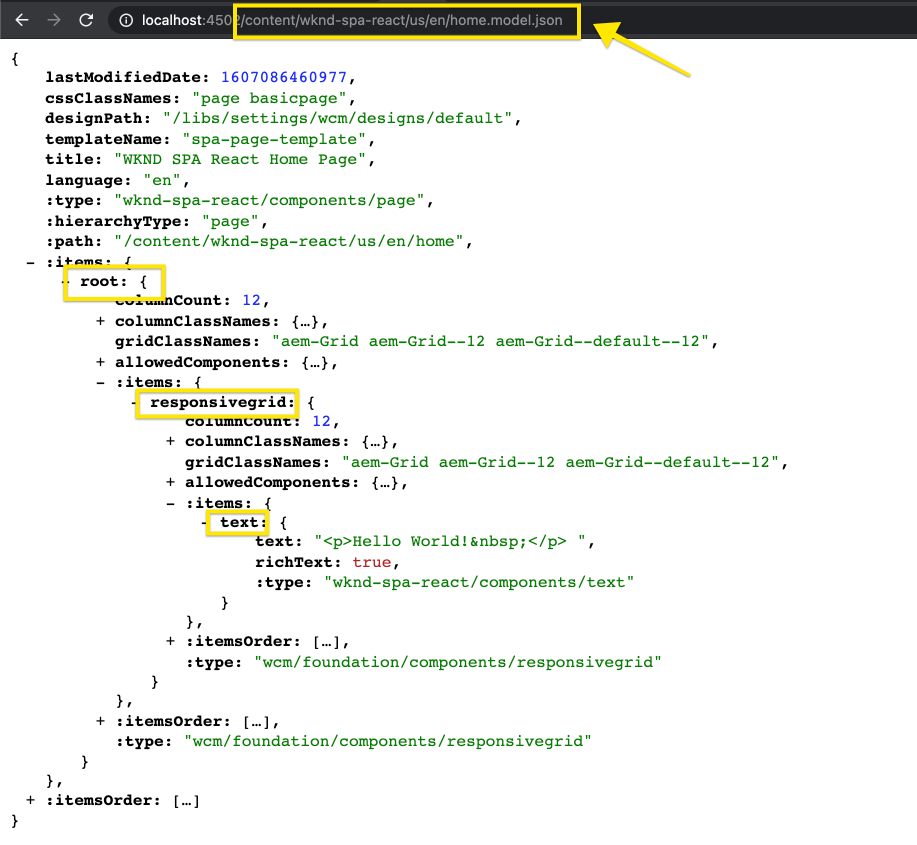 localhost:4502/content/wknd-spa-react/us/en/home.model.json
{
lastModifiedDate: 1607086460977,
cssClassNames: "page basicpage",
designPath: "/libs/settings/wcm/designs/default",
templateName: "spa-page-template",
title: "WKND SPA React Home Page",
language: "en",
:type: "wknd-spa-react/components/page",
:hierarchyType: "page",
:path: "/content/wknd-spa-react/us/en/home",
- :items: {
- root: {
columnCount: 12,
+ columnClassNames: {…},
gridClassNames: "aem-Grid aem-Grid--12 aem-Grid--default--12",
+ allowedComponents: {…},
- :items: {
- responsivegrid: {
columnCount: 12,
+ columnClassNames: {…},
gridClassNames: "aem-Grid aem-Grid--12 aem-Grid--default--12",
+ allowedComponents: {…},
- :items: {
- text: {
text: "<p>Hello World!&nbsp;</p> ",
richText: true,
:type: "wknd-spa-react/components/text"
}
},
+ :itemsOrder: […],
:type: "wcm/foundation/components/responsivegrid"
}
},
+ :itemsOrder: […],
:type: "wcm/foundation/components/responsivegrid"
}
},
+ :itemsOrder: […]
}